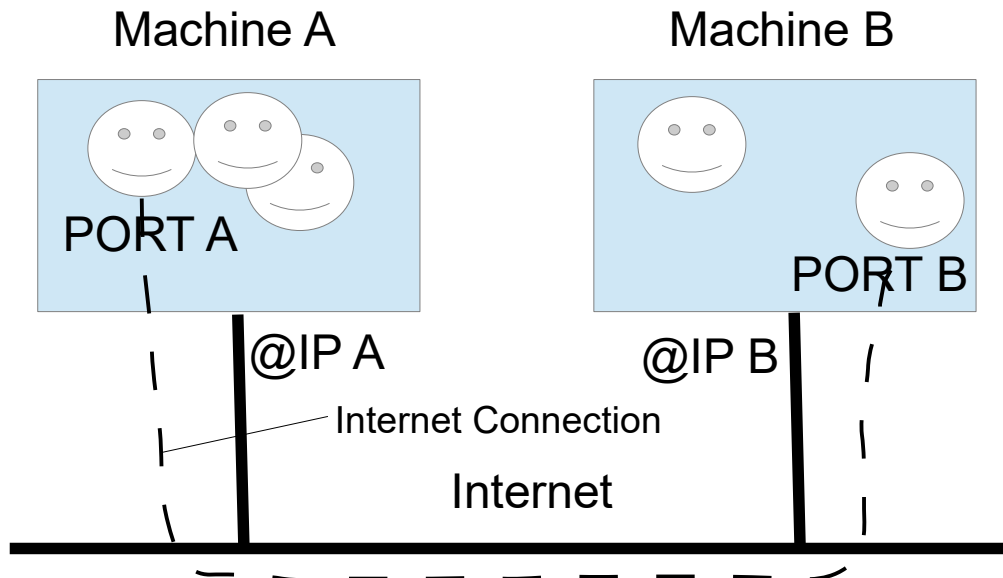 Machine A
Machine B
PORT A
PORT B
@IP A
@IP B
Internet Connection
Internet